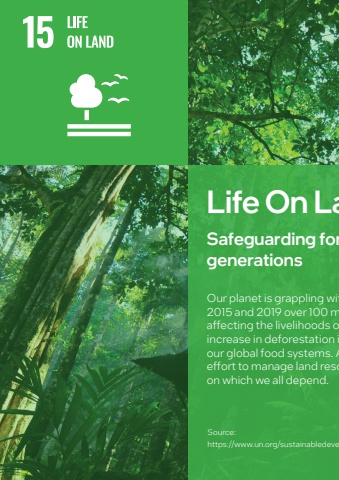 15 LIFE
ON LAND
Life On La
Safeguarding for
generations
Our planet is grappling wi
2015 and 2019 over 100 m
affecting the livelihoods o
increase in deforestation i
our global food systems. A
effort to manage land reso
on which we all depend.
Source:
https://www.un.org/sustainabledeve